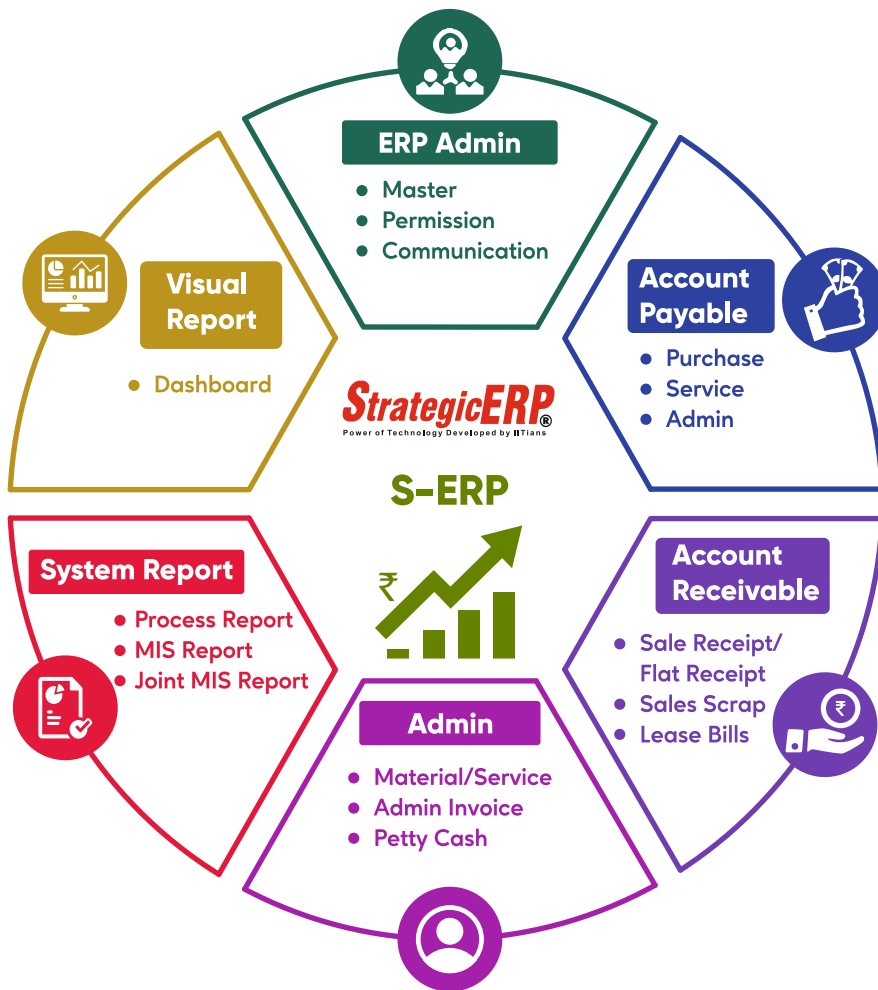 ERP Admin
Master
Permission
Communication
Account
Payable
Purchase
Service
Admin
Account
Receivable
Sale Receipt/
Flat Receipt
Sales Scrap
Lease Bills
₹
Admin
Material/Service
Admin Invoice
Petty Cash
System Report
Process Report
MIS Report
Joint MIS Report
Visual
Report
Dashboard
StrategicERP®
Power of Technology Developed by IITians
S-ERP
₹